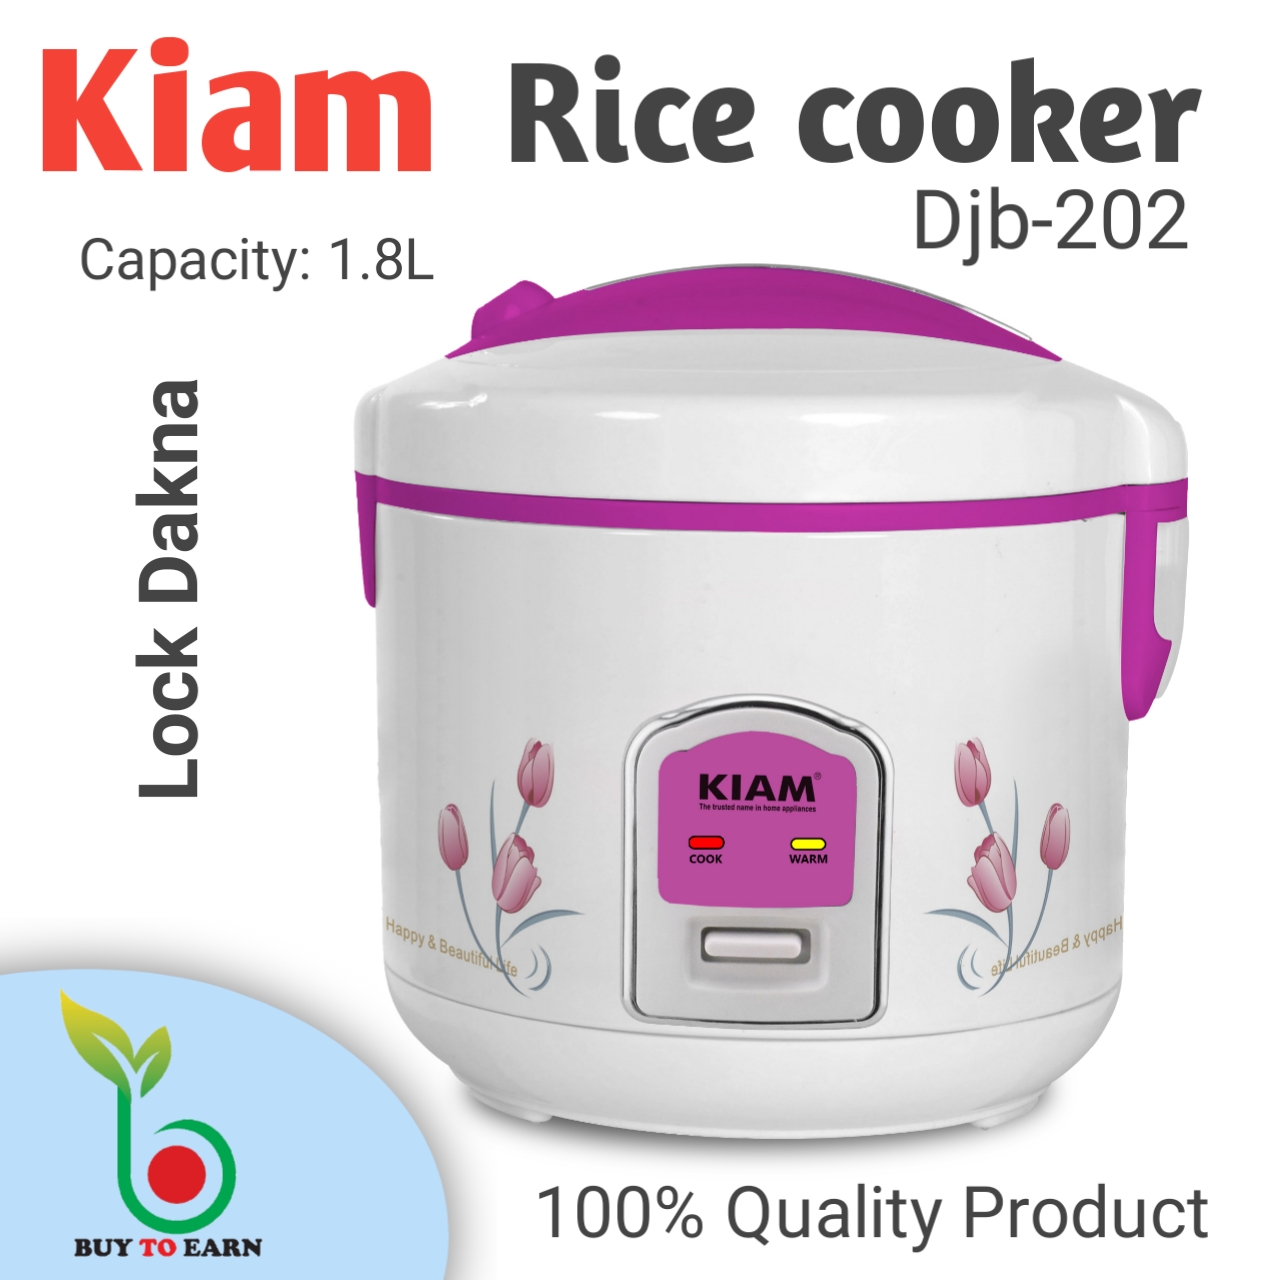 Kiam Rice cooker
Djb-202
Capacity: 1.8L
Lock Dakna
KIAM®
The trusted name in home appliances
COOK WARM
Happy & Beautiful Life
Happy & Beautiful Life
BUY TO EARN
100% Quality Product